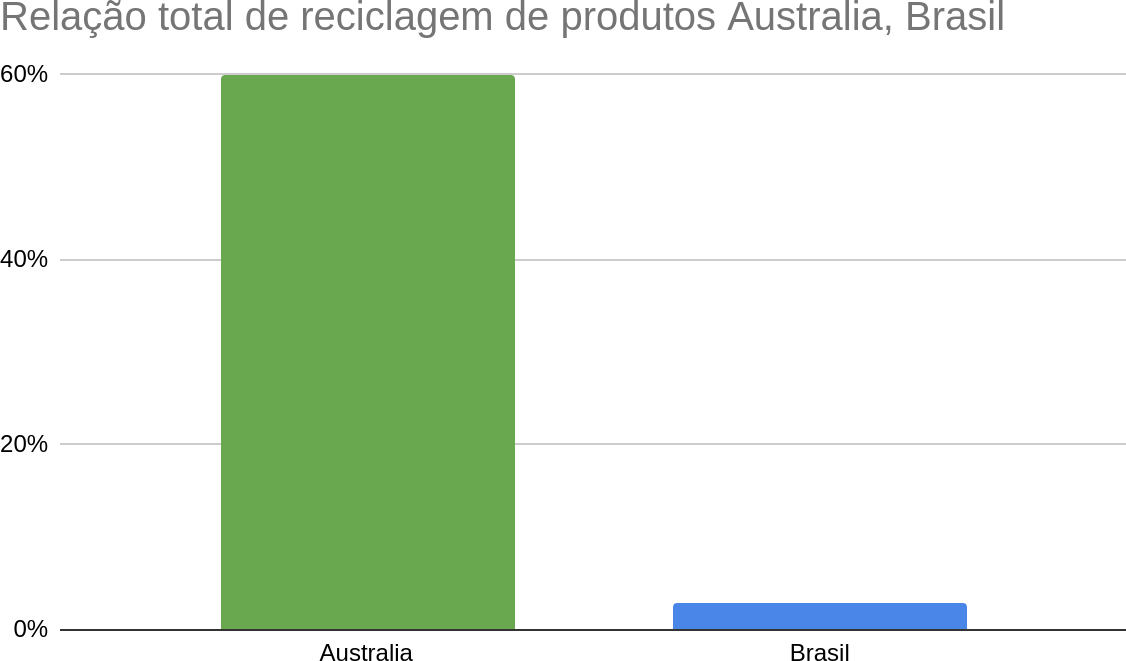 Relação total de reciclagem de produtos Australia, Brasil
60%
40%
20%
0%
Australia
Brasil